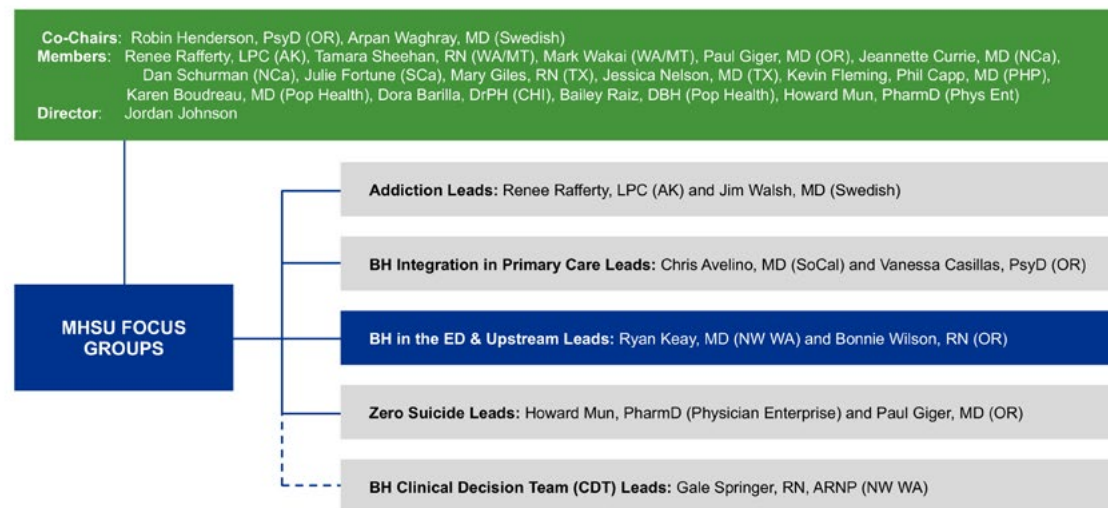 Co-Chairs: Robin Henderson, PsyD (OR), Arpan Waghray, MD (Swedish)
Members: Renee Rafferty, LPC (AK), Tamara Sheehan, RN (WA/MT), Mark Wakai (WA/MT), Paul Giger, MD (OR), Jeannette Currie, MD (NCa),
Dan Schurman (NCa), Julie Fortune (SCa), Mary Giles, RN (TX), Jessica Nelson, MD (TX), Kevin Fleming, Phil Capp, MD (PHP),
Karen Boudreau, MD (Pop Health), Dora Barilla, DrPH (CHI), Bailey Raiz, DBH (Pop Health), Howard Mun, PharmD (Phys Ent)
Director: Jordan Johnson
MHSU FOCUS
GROUPS
Addiction Leads: Renee Rafferty, LPC (AK) and Jim Walsh, MD (Swedish)
BH Integration in Primary Care Leads: Chris Avelino, MD (SoCal) and Vanessa Casillas, PsyD (OR)
BH in the ED & Upstream Leads: Ryan Keay, MD (NW WA) and Bonnie Wilson, RN (OR)
Zero Suicide Leads: Howard Mun, PharmD (Physician Enterprise) and Paul Giger, MD (OR)
BH Clinical Decision Team (CDT) Leads: Gale Springer, RN, ARNP (NW WA)